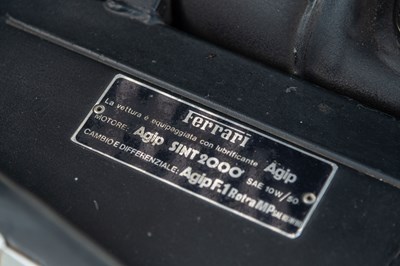 Ferrari
La vettura è equipaggiata con lubrificante Agip
MOTORE: Agip SINT 2000 SAE 10W/50
CAMBIO E DIFFERENZIALE: Agip F.1 Rotra MP